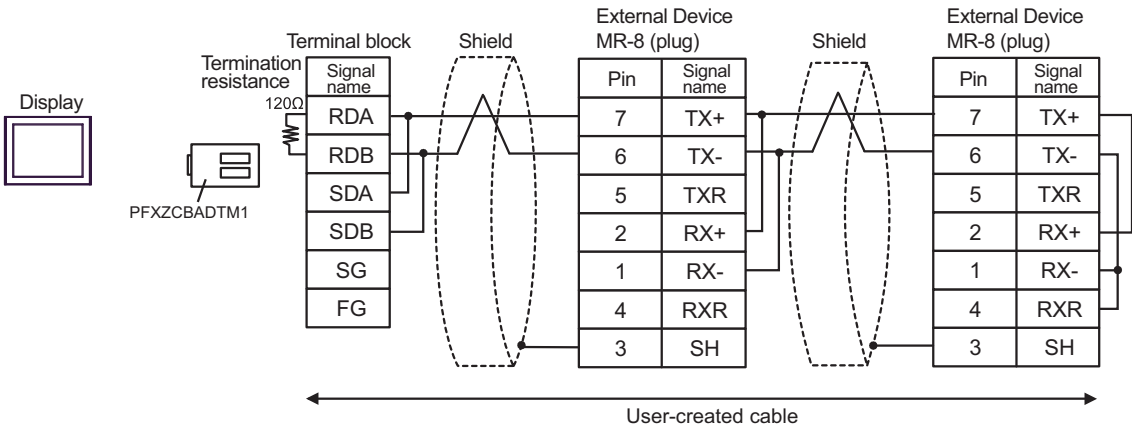 Display
PFXZCBADTM1
Termination
resistance
120Ω
Terminal block
Signal
name
RDA
RDB
SDA
SDB
SG
FG
Shield
External Device
MR-8 (plug)
Pin
Signal
name
7 TX+
6 TX-
5 TXR
2 RX+
1 RX-
4 RXR
3 SH
Shield
External Device
MR-8 (plug)
Pin
Signal
name
7 TX+
6 TX-
5 TXR
2 RX+
1 RX-
4 RXR
3 SH
User-created cable